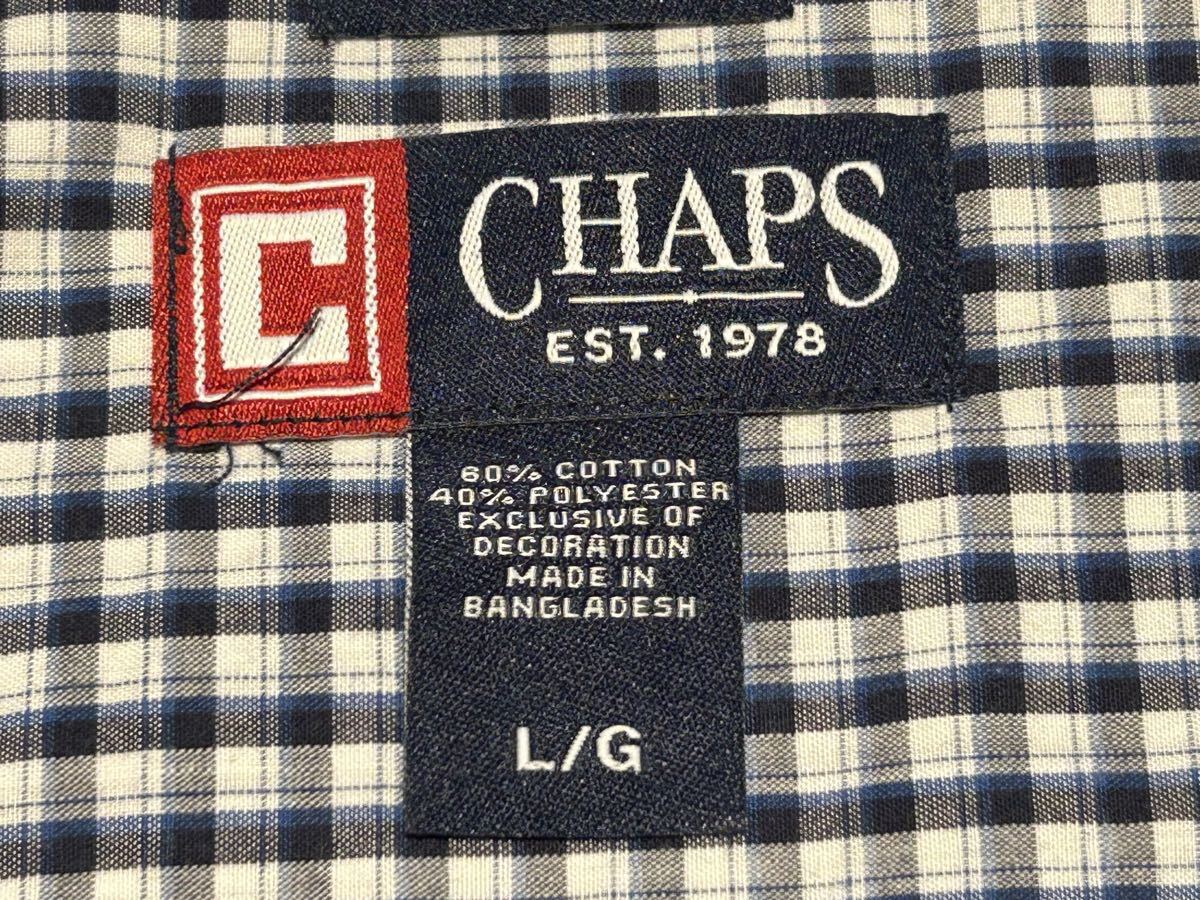 C
CHAPS
EST. 1978
60% COTTON
40% POLYESTER
EXCLUSIVE OF
DECORATION
MADE IN
BANGLADESH
L/G